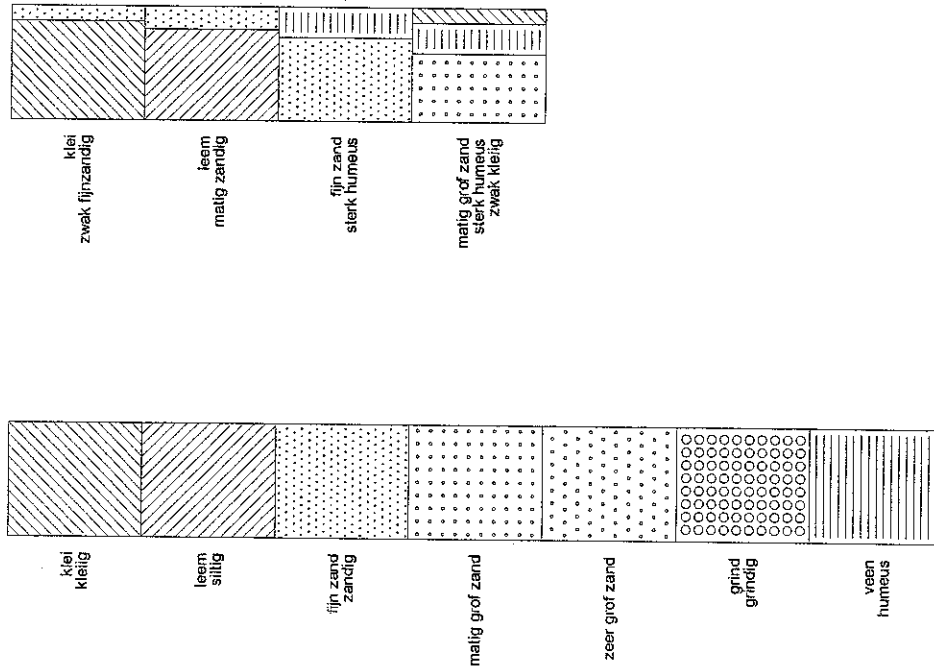 klei
kleiig
leem
siltig
fijn zand
zandig
matig grof zand
zeer grof zand
grind
grindig
veen
humeus
klei
zwak fijnzandig
leem
matig zandig
fijn zand
sterk humeus
matig grof zand
sterk humeus
zwak kleiig